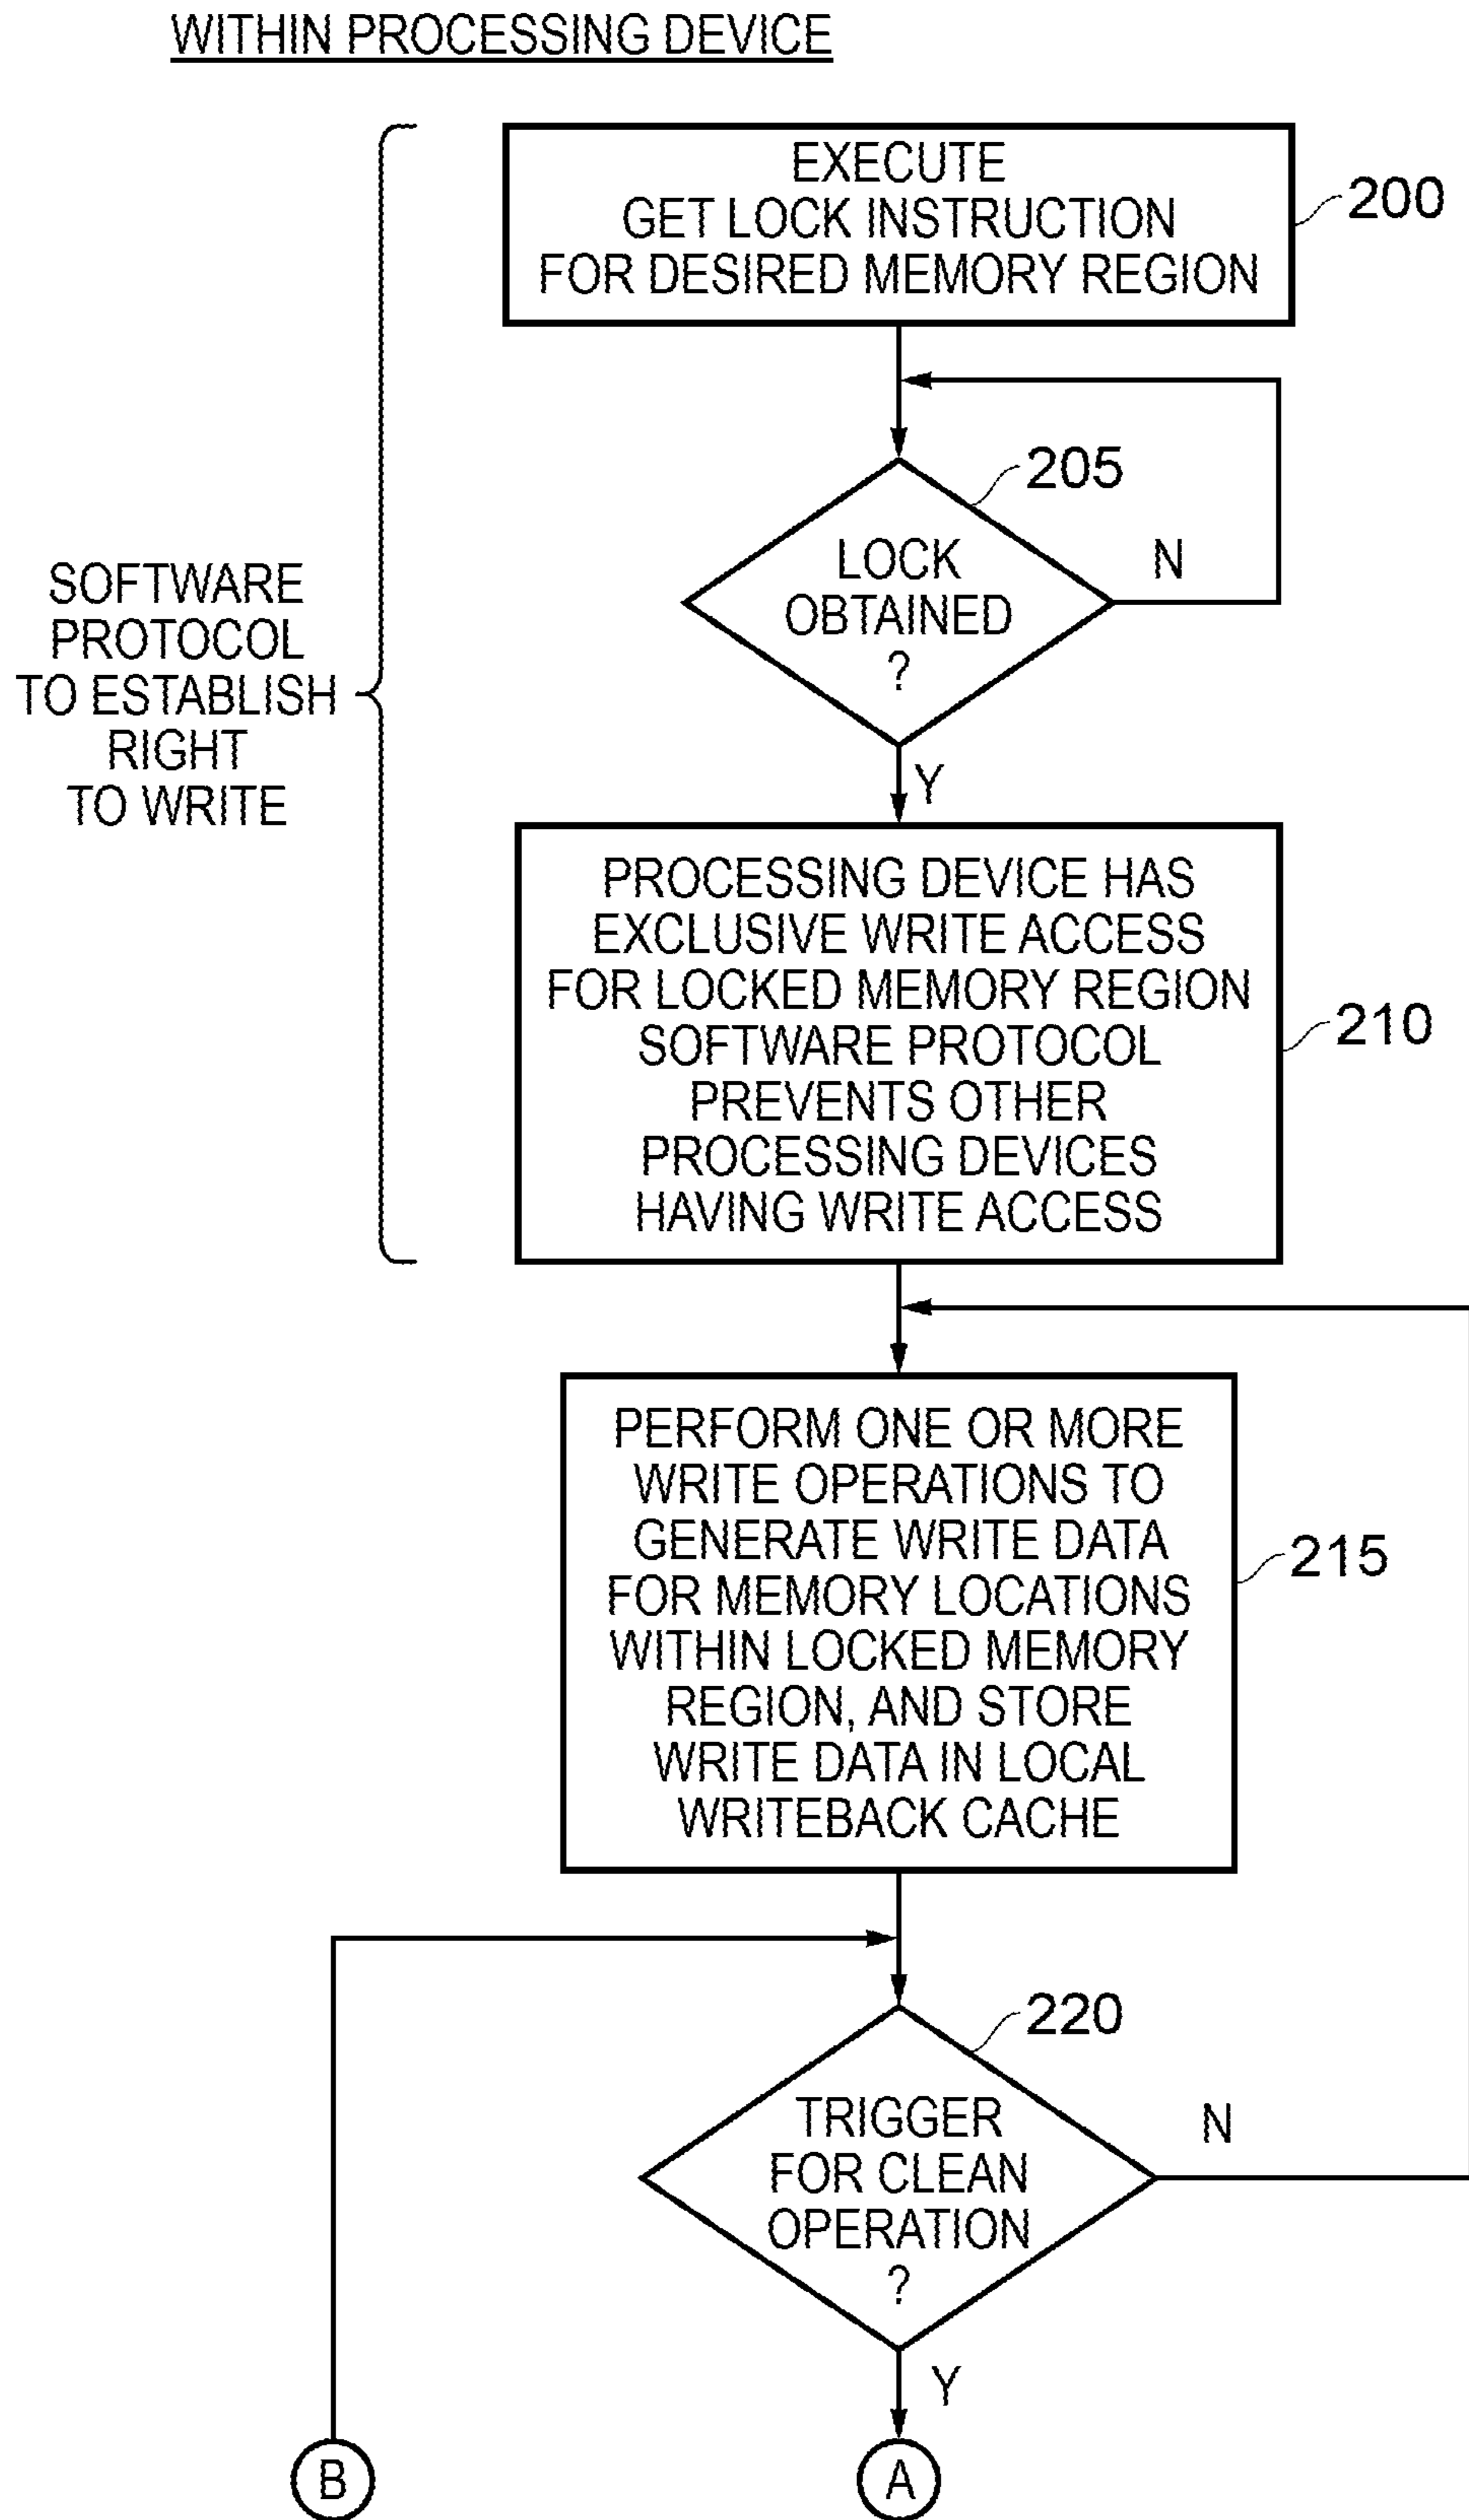 WITHIN PROCESSING DEVICE
EXECUTE
GET LOCK INSTRUCTION
FOR DESIRED MEMORY REGION
200
205
LOCK
OBTAINED
?
N
Y
SOFTWARE
PROTOCOL
TO ESTABLISH
RIGHT
TO WRITE
PROCESSING DEVICE HAS
EXCLUSIVE WRITE ACCESS
FOR LOCKED MEMORY REGION
SOFTWARE PROTOCOL
PREVENTS OTHER
PROCESSING DEVICES
HAVING WRITE ACCESS
210
PERFORM ONE OR MORE
WRITE OPERATIONS TO
GENERATE WRITE DATA
FOR MEMORY LOCATIONS
WITHIN LOCKED MEMORY
REGION, AND STORE
WRITE DATA IN LOCAL
WRITEBACK CACHE
215
220
TRIGGER
FOR CLEAN
OPERATION
?
N
Y
B
A